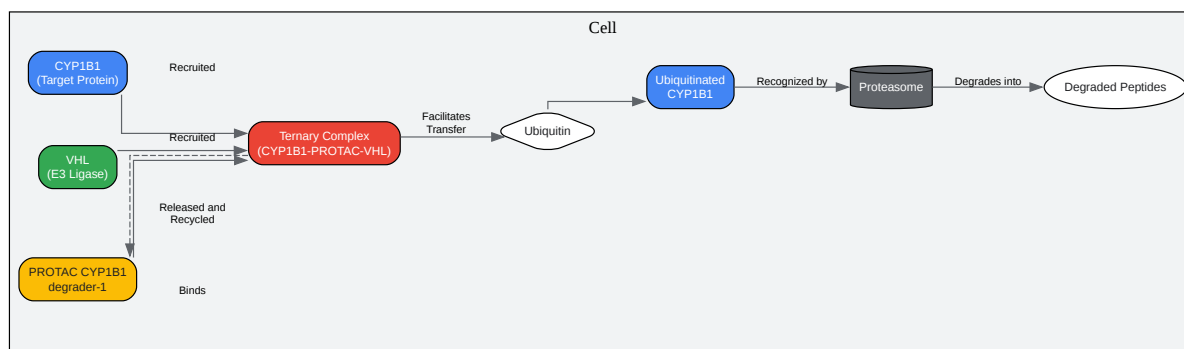 Cell
CYP1B1
(Target Protein)
Recruited
Ubiquitinated
CYP1B1
Recognized by
Proteasome
Degrades into
Degraded Peptides
Facilitates
Transfer
Ubiquitin
Recruited
Ternary Complex
(CYP1B1-PROTAC-VHL)
VHL
(E3 Ligase)
Released and
Recycled
PROTAC CYP1B1
degrader-1
Binds